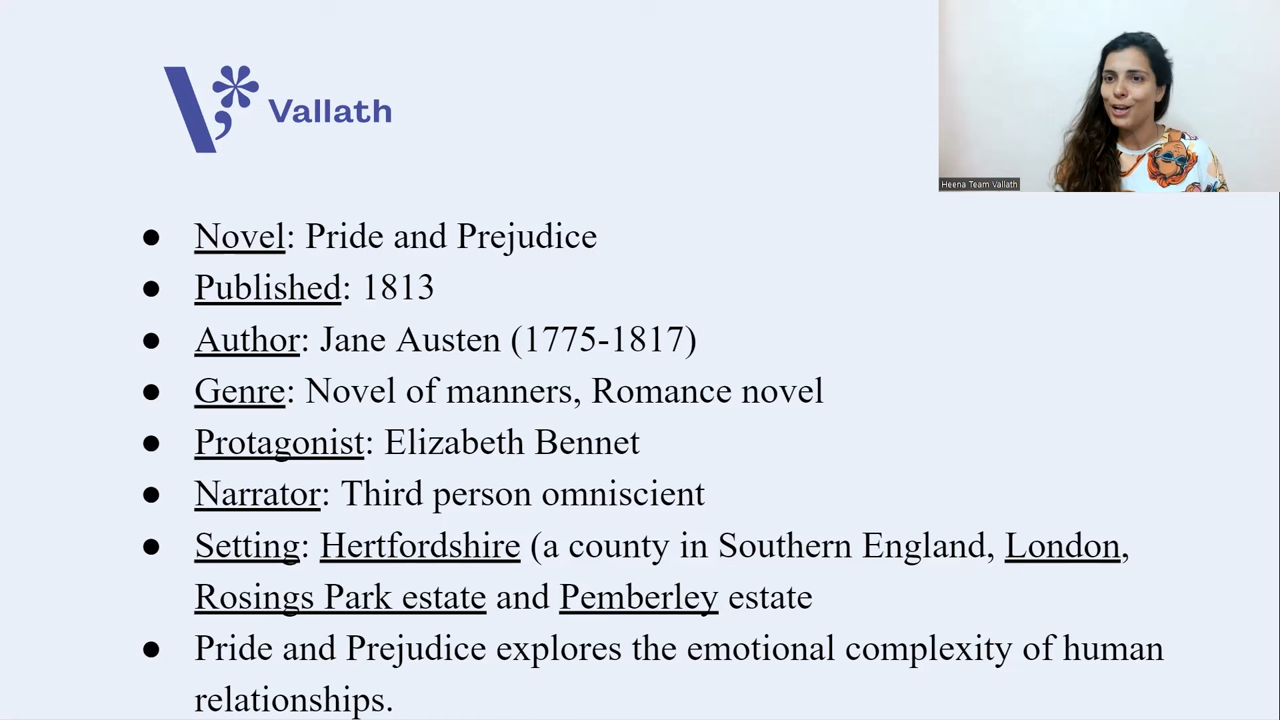 Vallath
Heena Team Vallath
● Novel: Pride and Prejudice
● Published: 1813
● Author: Jane Austen (1775-1817)
● Genre: Novel of manners, Romance novel
● Protagonist: Elizabeth Bennet
● Narrator: Third person omniscient
● Setting: Hertfordshire (a county in Southern England, London,
Rosings Park estate and Pemberley estate
● Pride and Prejudice explores the emotional complexity of human
relationships.